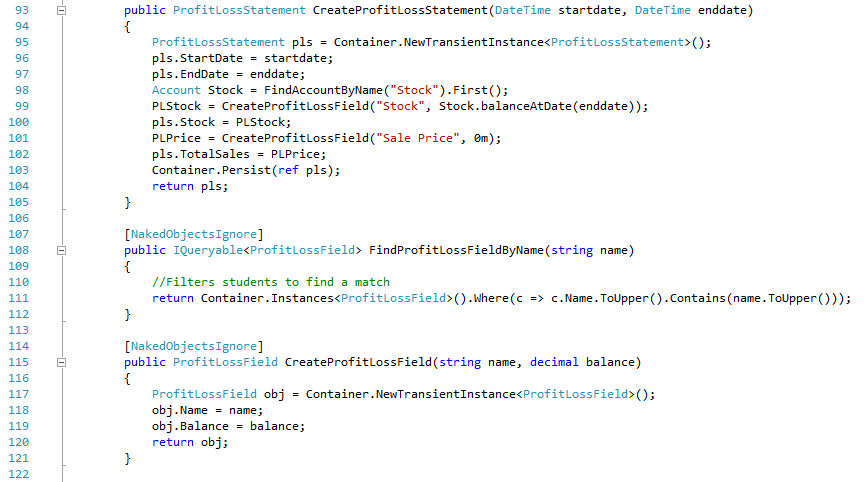 93 public ProfitLossStatement CreateProfitLossStatement(DateTime startdate, DateTime enddate)
94 {
95 ProfitLossStatement pls = Container.NewTransientInstance<ProfitLossStatement>();
96 pls.StartDate = startdate;
97 pls.EndDate = enddate;
98 Account Stock = FindAccountByName("Stock").First();
99 PLStock = CreateProfitLossField("Stock", Stock.balanceAtDate(enddate));
100 pls.Stock = PLStock;
101 PLPrice = CreateProfitLossField("Sale Price", 0m);
102 pls.TotalSales = PLPrice;
103 Container.Persist(ref pls);
104 return pls;
105 }
106
107 [NakedObjectsIgnore]
108 public IQueryable<ProfitLossField> FindProfitLossFieldByName(string name)
109 {
110 //Filters students to find a match
111 return Container.Instances<ProfitLossField>().Where(c => c.Name.ToUpper().Contains(name.ToUpper()));
112 }
113
114 [NakedObjectsIgnore]
115 public ProfitLossField CreateProfitLossField(string name, decimal balance)
116 {
117 ProfitLossField obj = Container.NewTransientInstance<ProfitLossField>();
118 obj.Name = name;
119 obj.Balance = balance;
120 return obj;
121 }
122